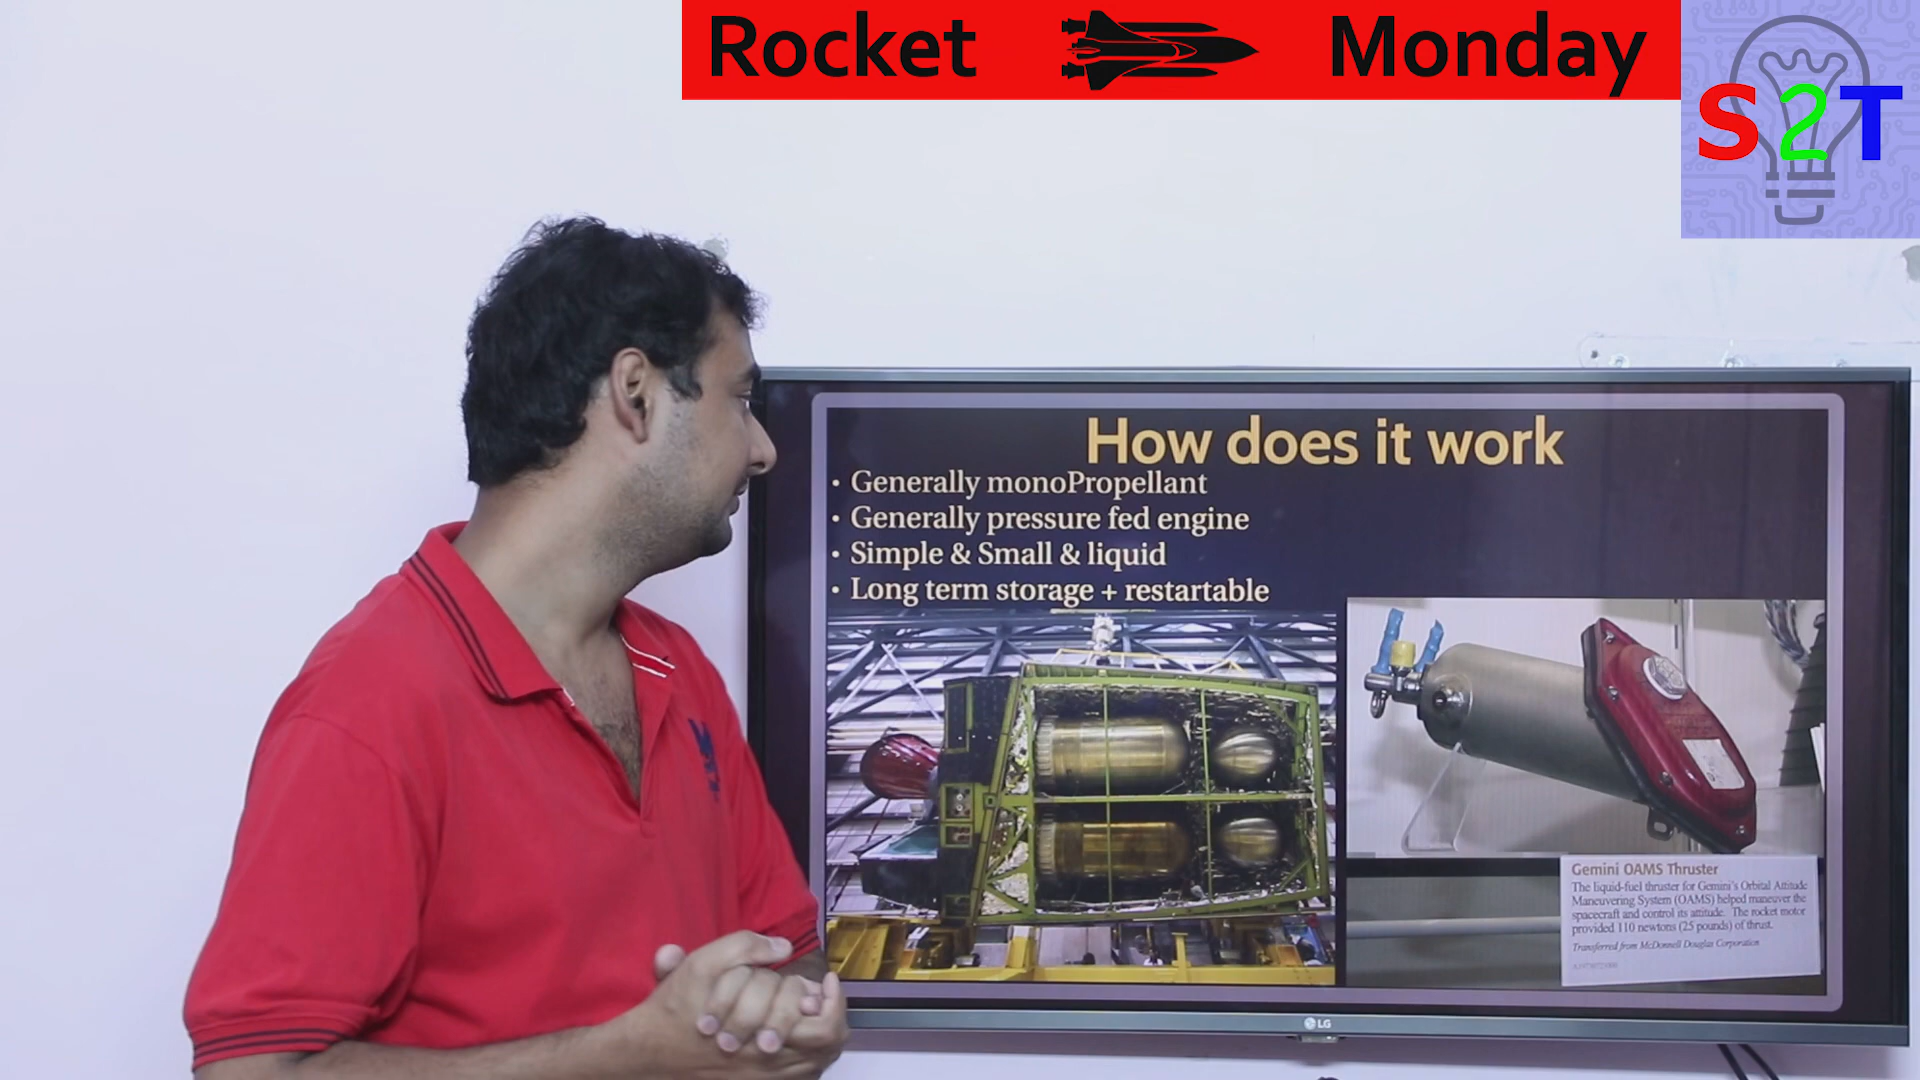 Rocket Monday
S2T
How does it work
• Generally monoPropellant
• Generally pressure fed engine
• Simple & Small & liquid
• Long term storage + restartable
Gemini OAMS Thruster
The liquid-fuel thruster for Gemini's Orbital Attitude
Maneuvering System (OAMS) helped maneuver the
spacecraft and control its attitude. The rocket motor
provided 110 newtons (25 pounds) of thrust.
Transferred from McDonnell Douglas Corporation
LG